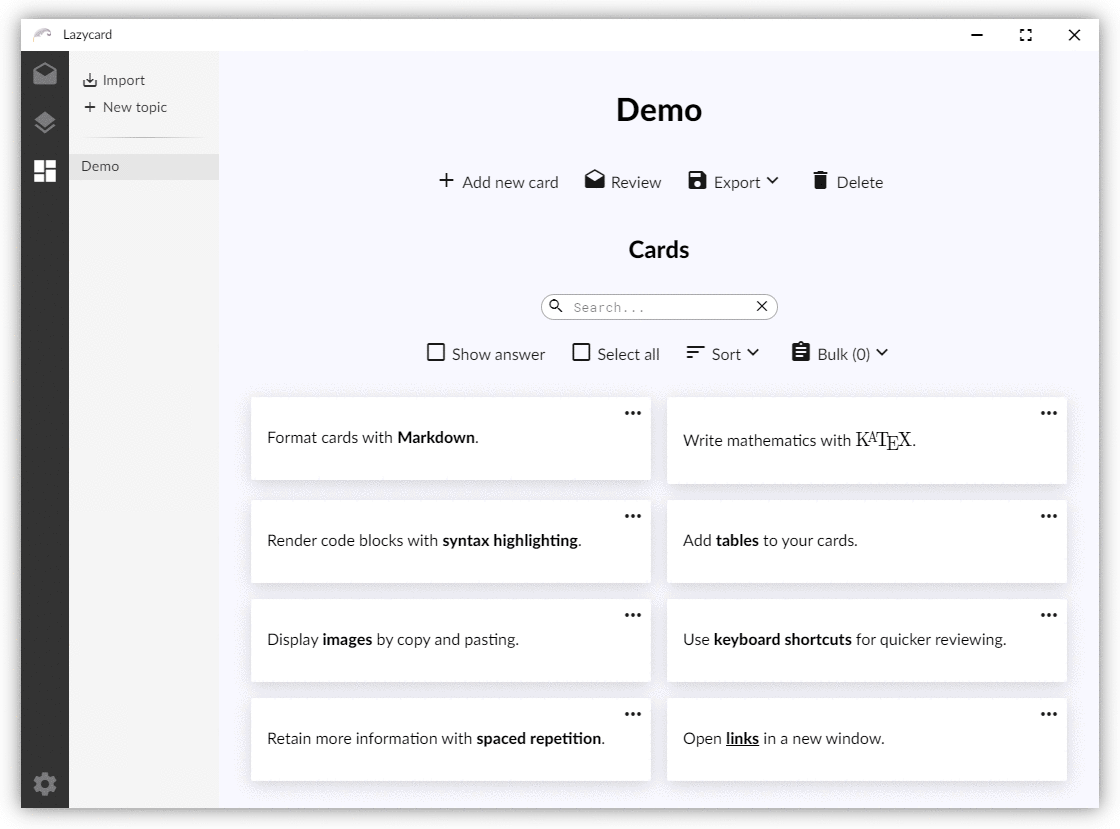 Lazycard
Import
New topic
Demo
Demo
Add new card Review Export Delete
Cards
Search...
Show answer Select all Sort Bulk (0)
Format cards with Markdown.
Write mathematics with KATEX.
Render code blocks with syntax highlighting.
Add tables to your cards.
Display images by copy and pasting.
Use keyboard shortcuts for quicker reviewing.
Retain more information with spaced repetition.
Open links in a new window.